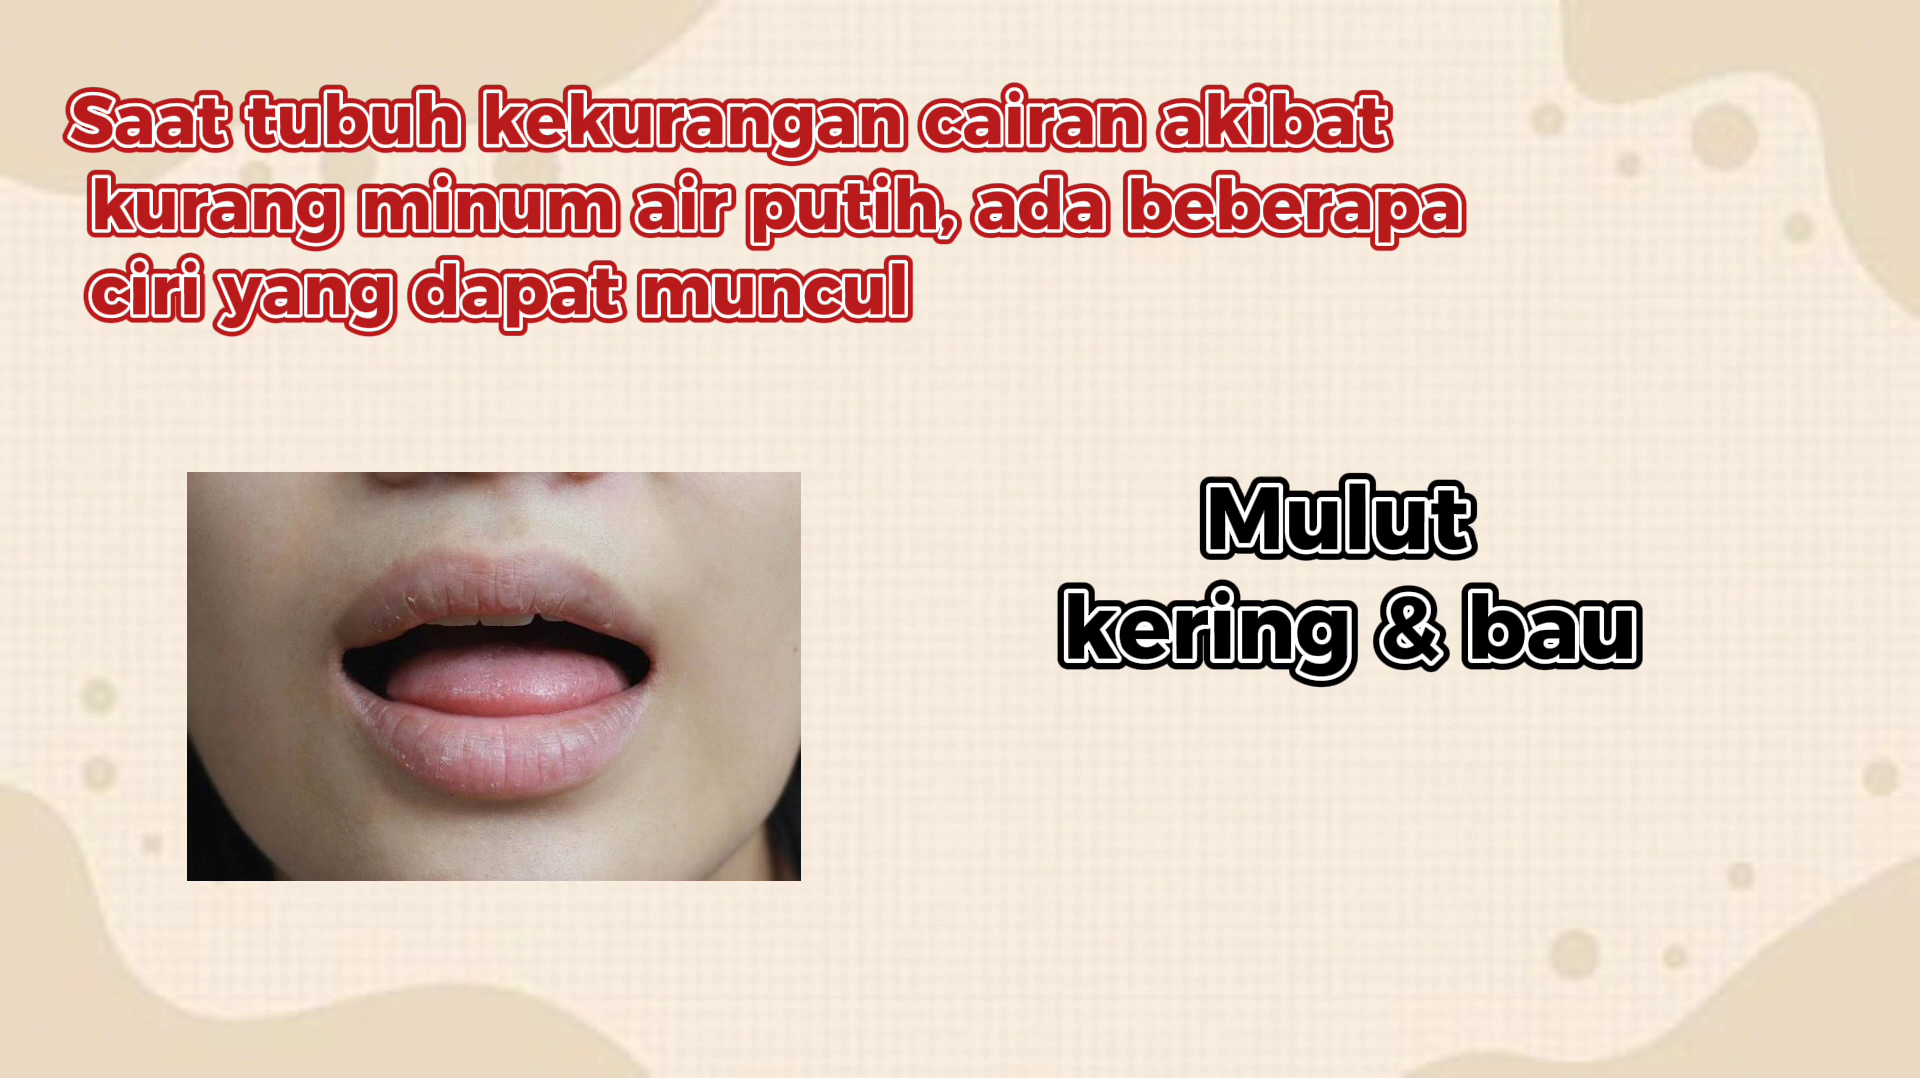 Saat tubuh kekurangan cairan akibat
kurang minum air putih, ada beberapa
ciri yang dapat muncul
Mulut
kering & bau